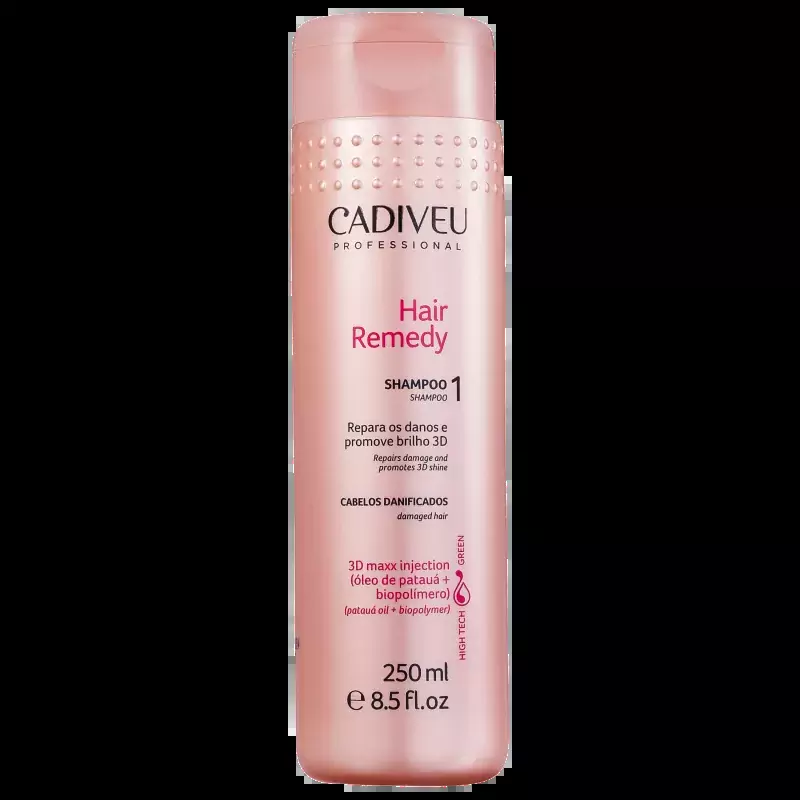 CADIVEU
PROFESSIONAL
Hair
Remedy
SHAMPOO 1
SHAMPOO
Repara os danos e
promove brilho 3D
Repairs damage and
promotes 3D shine
CABELOS DANIFICADOS
damaged hair
3D maxx injection
(óleo de patauá +
biopolímero)
(patauá oil + biopolymer)
HIGH TECH GREEN
250 ml
℮ 8.5 fl.oz